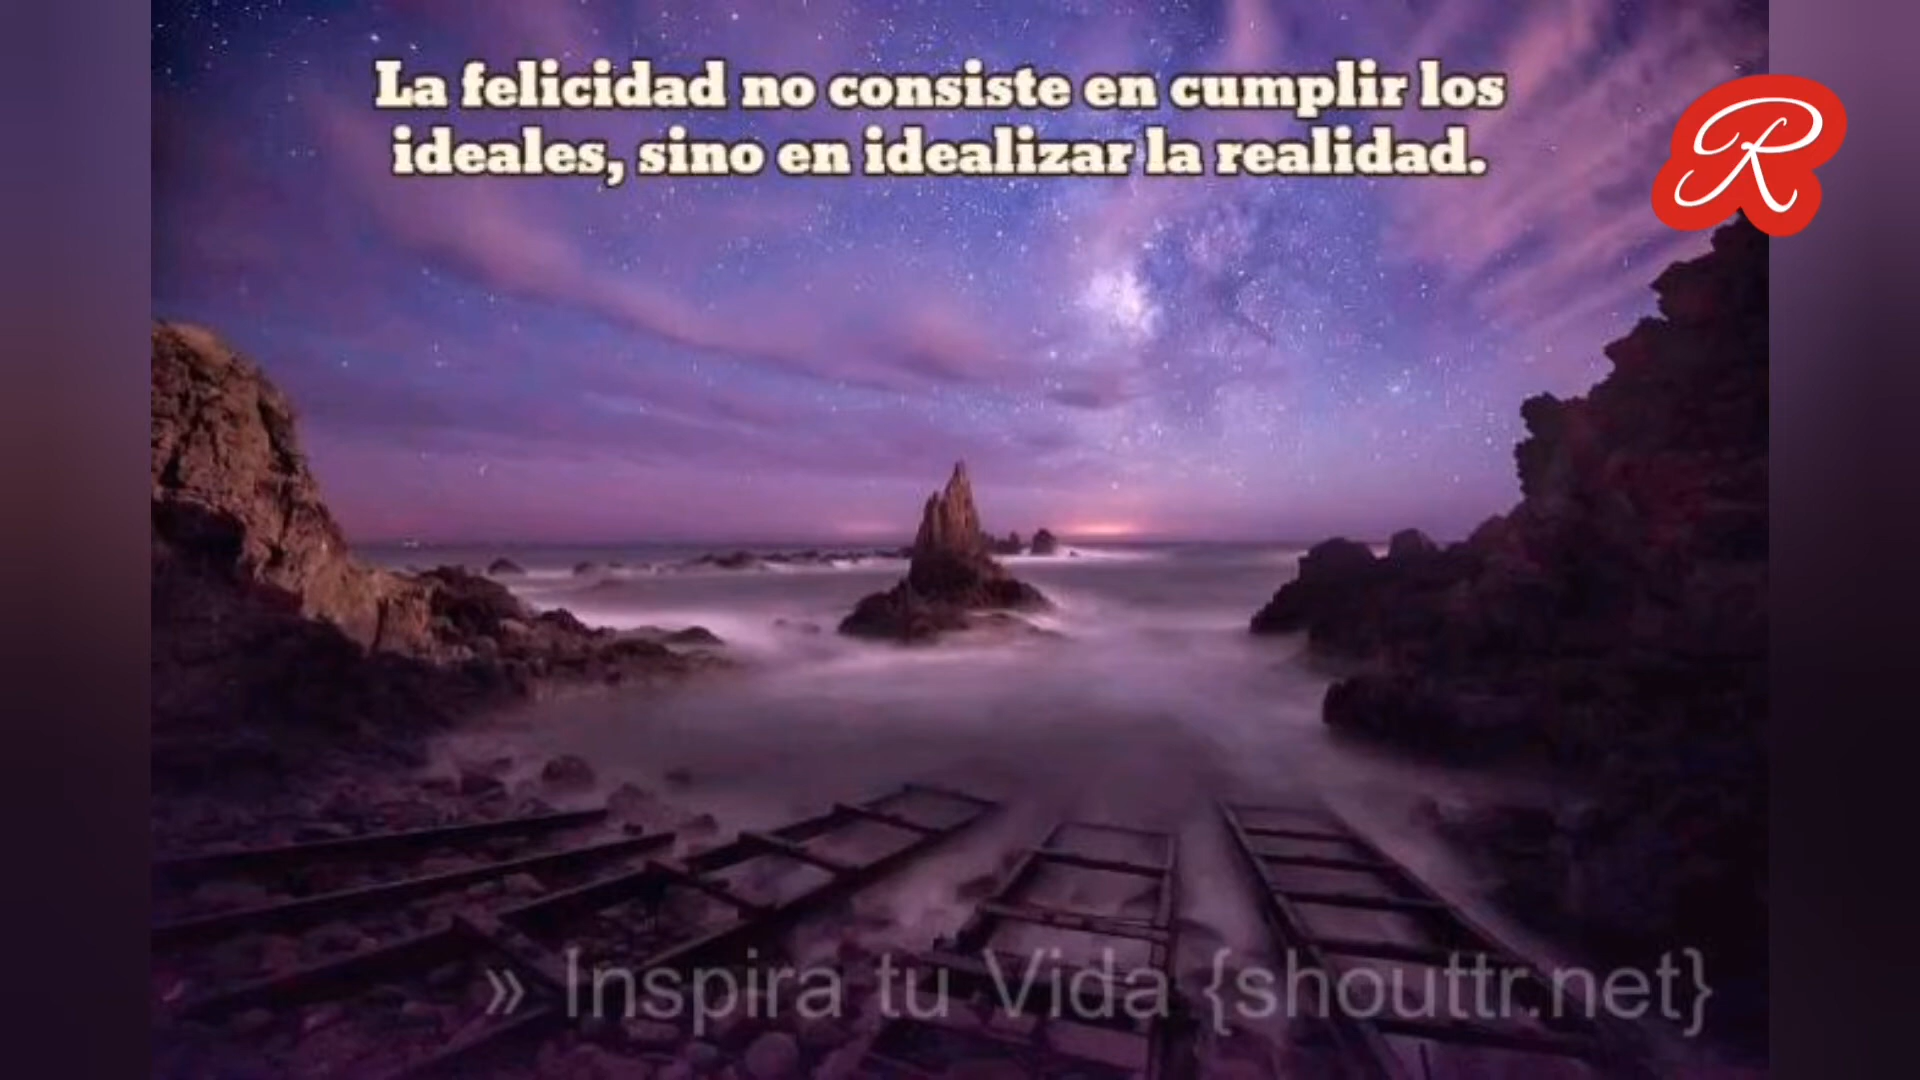 La felicidad no consiste en cumplir los
ideales, sino en idealizar la realidad.
R
» Inspira tu Vida {shouttr.net}